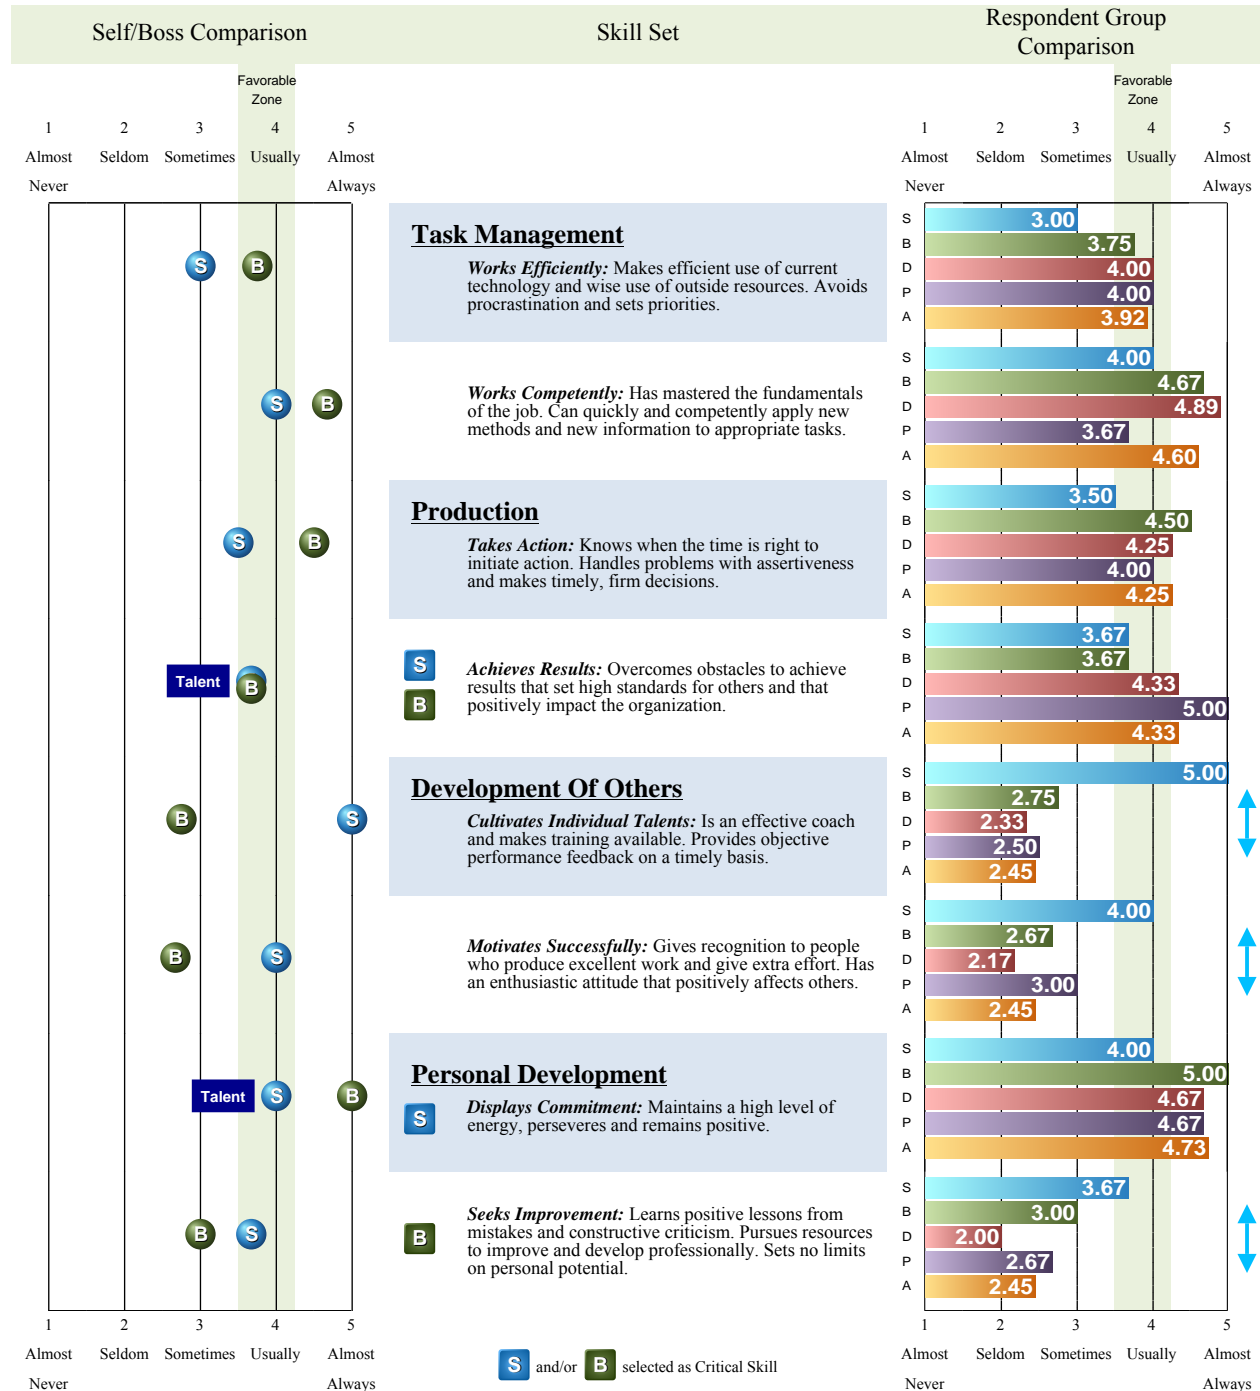 Self/Boss Comparison
Skill Set
Respondent Group
Comparison
Favorable
Zone
1 2 3 4 5
Almost Seldom Sometimes Usually Almost
Never Always
Favorable
Zone
1 2 3 4 5
Almost Seldom Sometimes Usually Almost
Never Always
S B
Task Management
Works Efficiently: Makes efficient use of current
technology and wise use of outside resources. Avoids
procrastination and sets priorities.
S 3.00
B 3.75
D 4.00
P 4.00
A 3.92
S B
Works Competently: Has mastered the fundamentals
of the job. Can quickly and competently apply new
methods and new information to appropriate tasks.
S 4.00
B 4.67
D 4.89
P 3.67
A 4.60
S B
Production
Takes Action: Knows when the time is right to
initiate action. Handles problems with assertiveness
and makes timely, firm decisions.
S 3.50
B 4.50
D 4.25
P 4.00
A 4.25
Talent B
S
B
Achieves Results: Overcomes obstacles to achieve
results that set high standards for others and that
positively impact the organization.
S 3.67
B 3.67
D 4.33
P 5.00
A 4.33
B S
Development Of Others
Cultivates Individual Talents: Is an effective coach
and makes training available. Provides objective
performance feedback on a timely basis.
S 5.00
B 2.75
D 2.33
P 2.50
A 2.45
B S
Motivates Successfully: Gives recognition to people
who produce excellent work and give extra effort. Has
an enthusiastic attitude that positively affects others.
S 4.00
B 2.67
D 2.17
P 3.00
A 2.45
Talent S B
Personal Development
S
Displays Commitment: Maintains a high level of
energy, perseveres and remains positive.
S 4.00
B 5.00
D 4.67
P 4.67
A 4.73
B S
B
Seeks Improvement: Learns positive lessons from
mistakes and constructive criticism. Pursues resources
to improve and develop professionally. Sets no limits
on personal potential.
S 3.67
B 3.00
D 2.00
P 2.67
A 2.45
1 2 3 4 5
Almost Seldom Sometimes Usually Almost
Never Always
S and/or B selected as Critical Skill
1 2 3 4 5
Almost Seldom Sometimes Usually Almost
Never Always